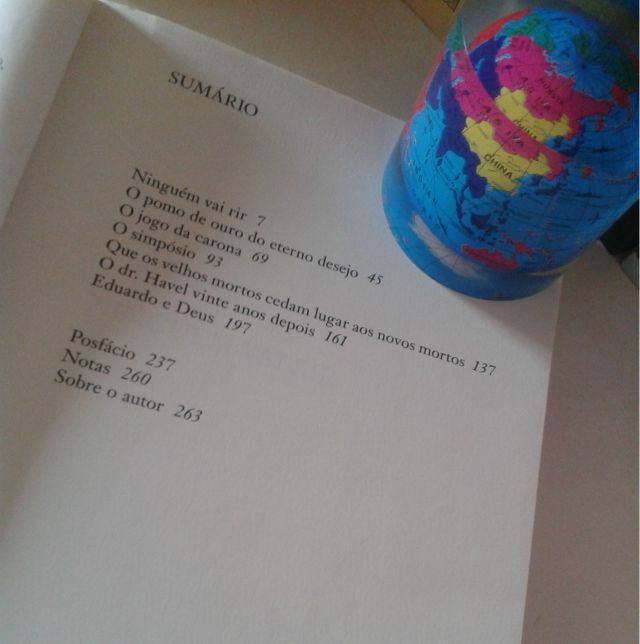 SUMÁRIO
Ninguém vai rir 7
O pomo de ouro do eterno desejo 45
O jogo da carona 69
O simpósio 93
Que os velhos mortos cedam lugar aos novos mortos 137
O dr. Havel vinte anos depois 161
Eduardo e Deus 197
Posfácio 237
Notas 260
Sobre o autor 263
CHINA
CHINA